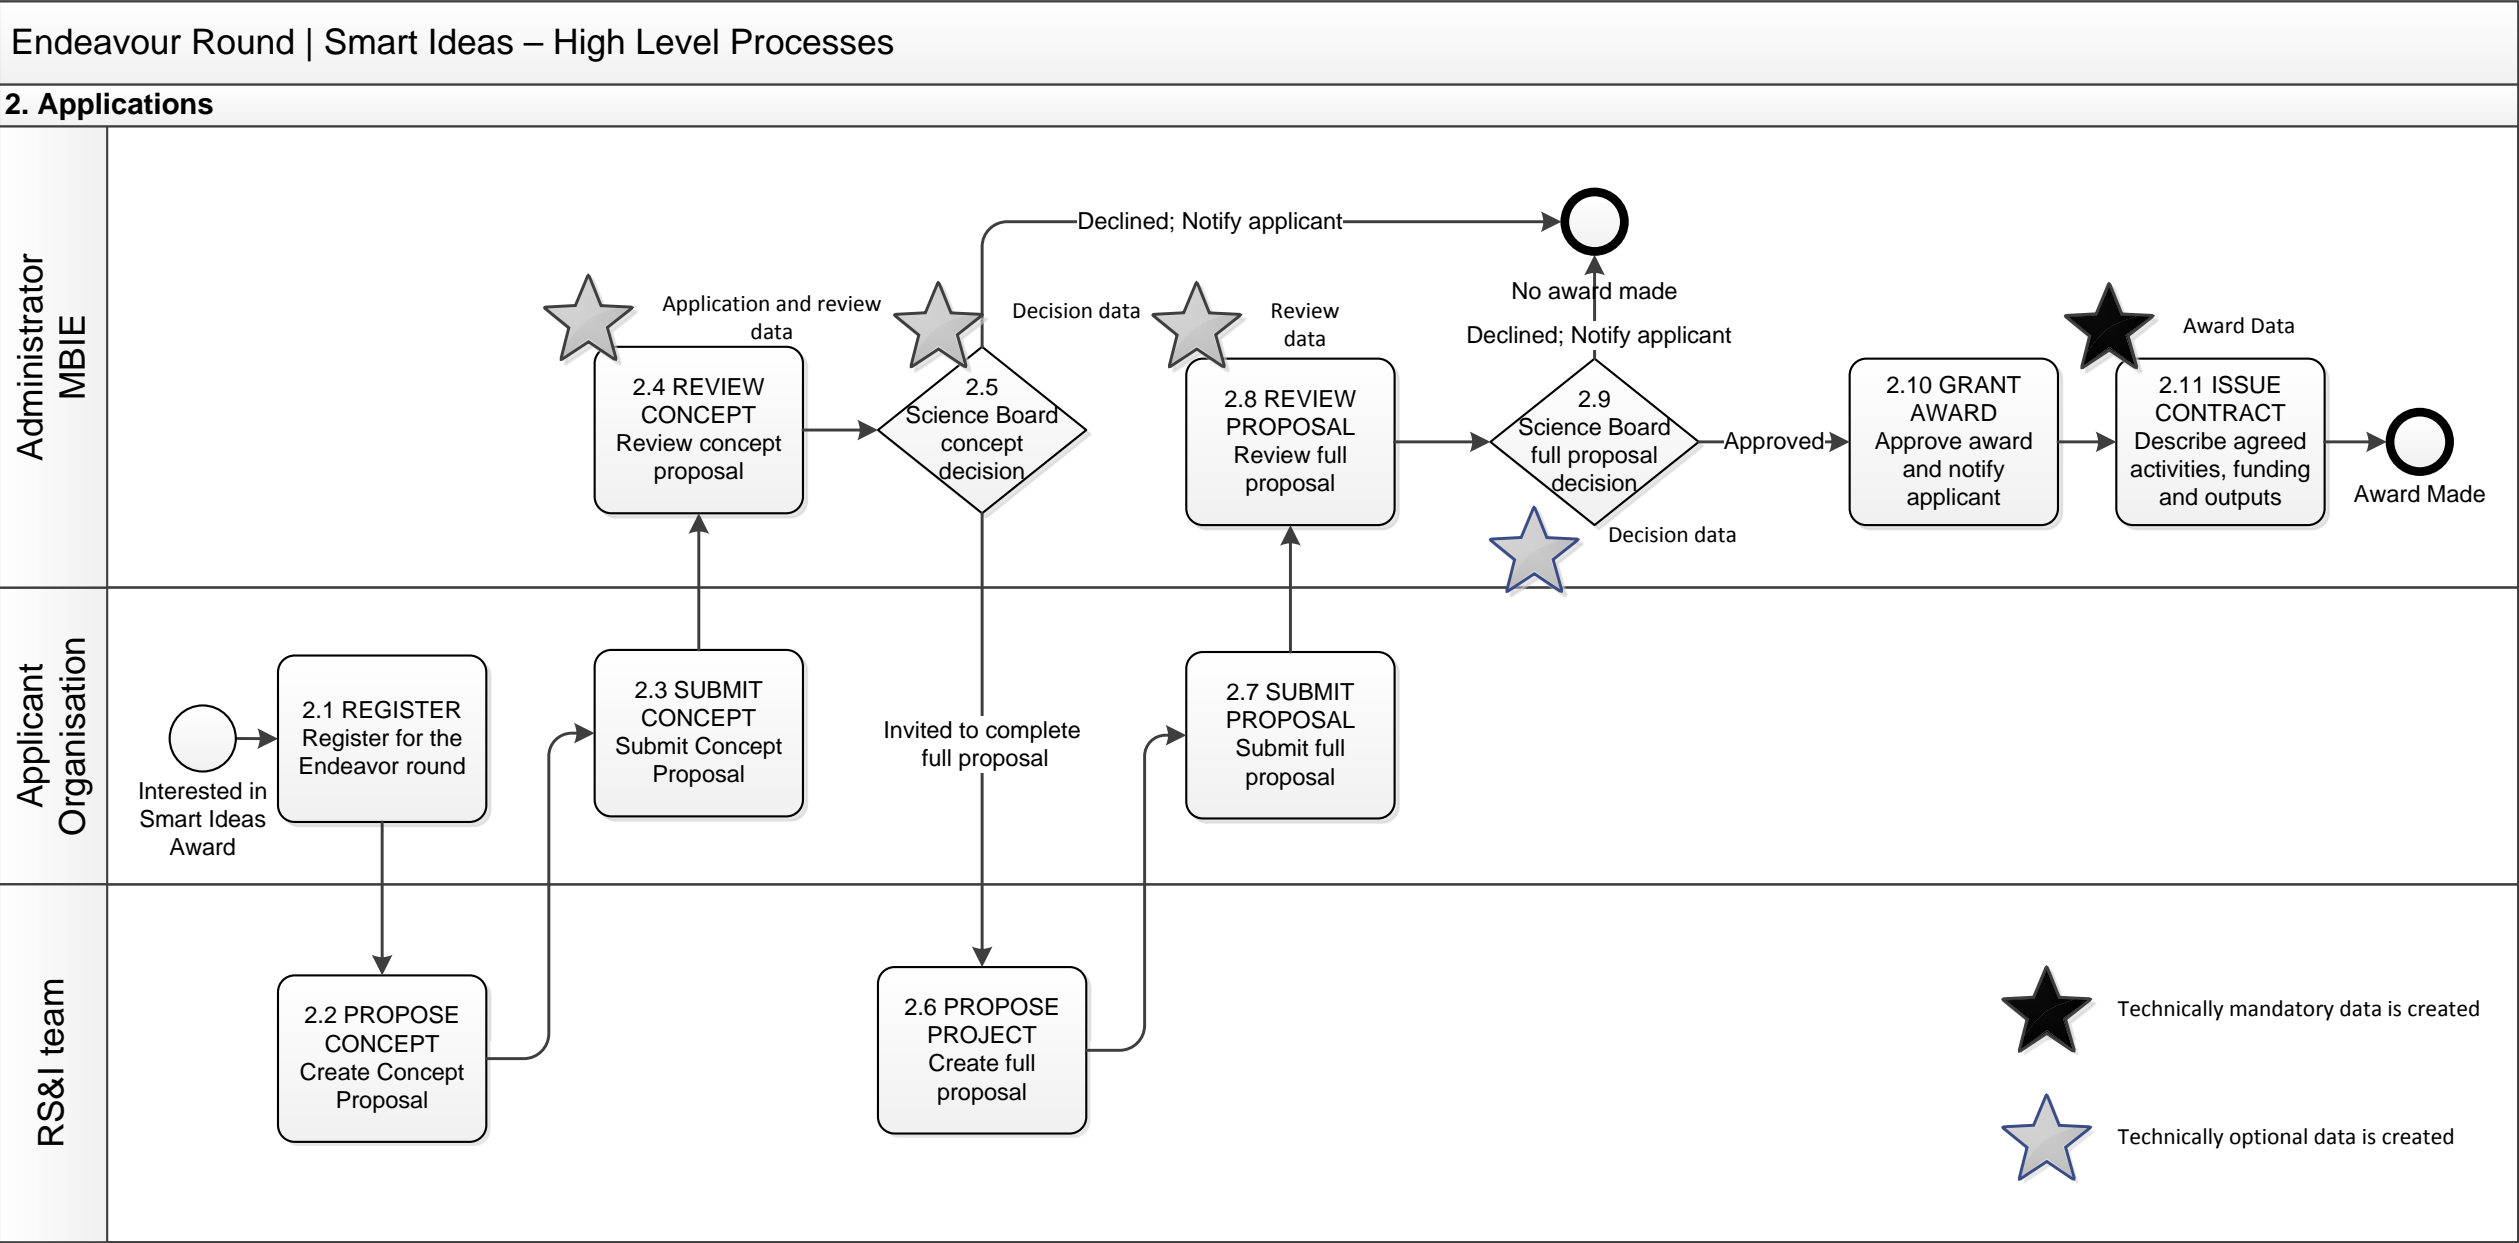 Endeavour Round | Smart Ideas – High Level Processes
2. Applications
Administrator
MBIE
Declined; Notify applicant
No award made
Declined; Notify applicant
Application and review
data
Decision data
Review
data
Award Data
2.4 REVIEW
CONCEPT
Review concept
proposal
2.5
Science Board
concept
decision
2.8 REVIEW
PROPOSAL
Review full
proposal
2.9
Science Board
full proposal
decision
Decision data
Approved
2.10 GRANT
AWARD
Approve award
and notify
applicant
2.11 ISSUE
CONTRACT
Describe agreed
activities, funding
and outputs
Award Made
Applicant
Organisation
Interested in
Smart Ideas
Award
2.1 REGISTER
Register for the
Endeavor round
2.3 SUBMIT
CONCEPT
Submit Concept
Proposal
Invited to complete
full proposal
2.7 SUBMIT
PROPOSAL
Submit full
proposal
RS&I team
2.2 PROPOSE
CONCEPT
Create Concept
Proposal
2.6 PROPOSE
PROJECT
Create full
proposal
Technically mandatory data is created
Technically optional data is created